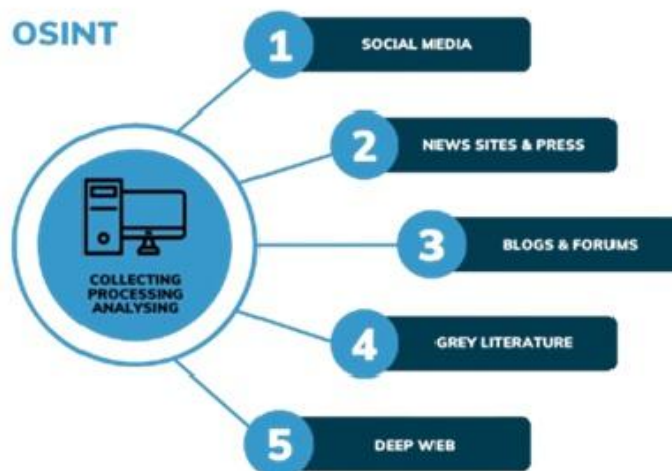 OSINT
1
SOCIAL MEDIA
2
NEWS SITES & PRESS
3
BLOGS & FORUMS
COLLECTING
PROCESSING
ANALYSING
4
GREY LITERATURE
5
DEEP WEB